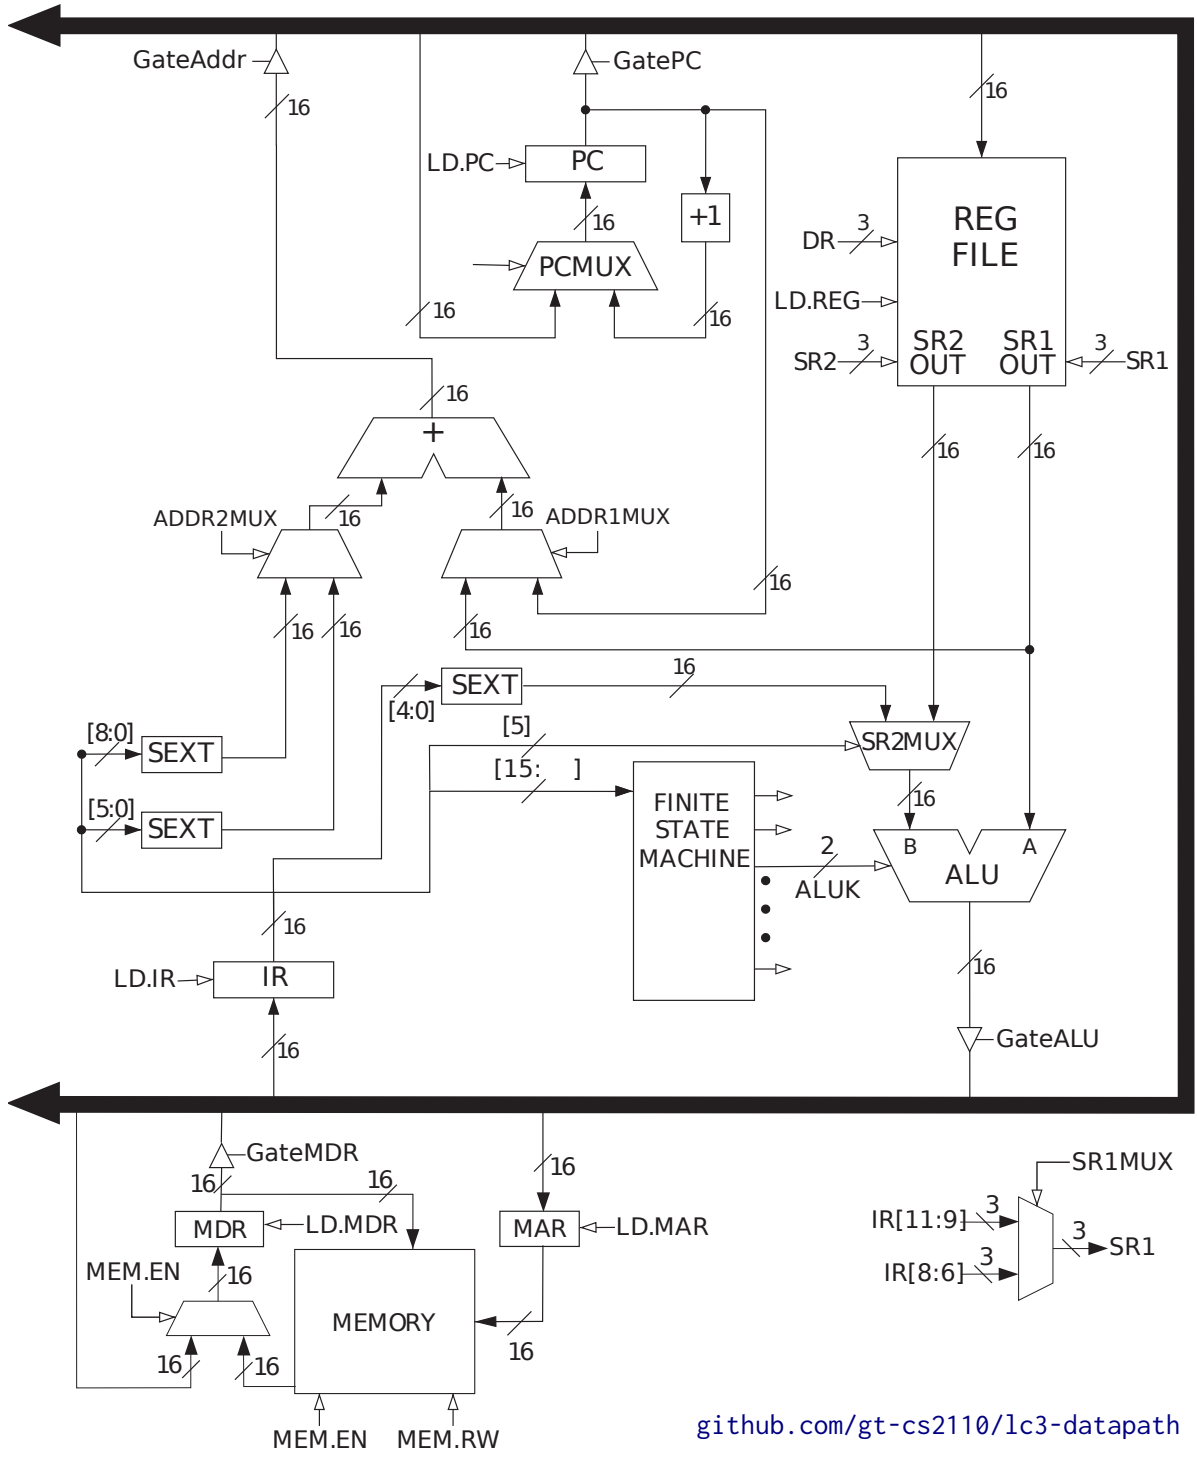 GateAddr
GatePC
16
16
LD.PC
PC
16
+1
PCMUX
16
16
REG
FILE
DR
3
LD.REG
SR2
3
SR2
OUT
SR1
OUT
3
SR1
16
+
16
16
ADDR2MUX
16
16
ADDR1MUX
16
16
16
16
16
[4:0]
SEXT
16
[8:0]
SEXT
[5]
SR2MUX
[15:    ]
[5:0]
SEXT
FINITE
STATE
MACHINE
16
B
A
ALU
2
ALUK
16
LD.IR
IR
16
16
GateALU
GateMDR
16
16
16
MDR
LD.MDR
MAR
LD.MAR
MEM.EN
16
MEMORY
16
16
16
MEM.EN
MEM.RW
SR1MUX
IR[11:9]
3
3
SR1
IR[8:6]
3
github.com/gt-cs2110/lc3-datapath